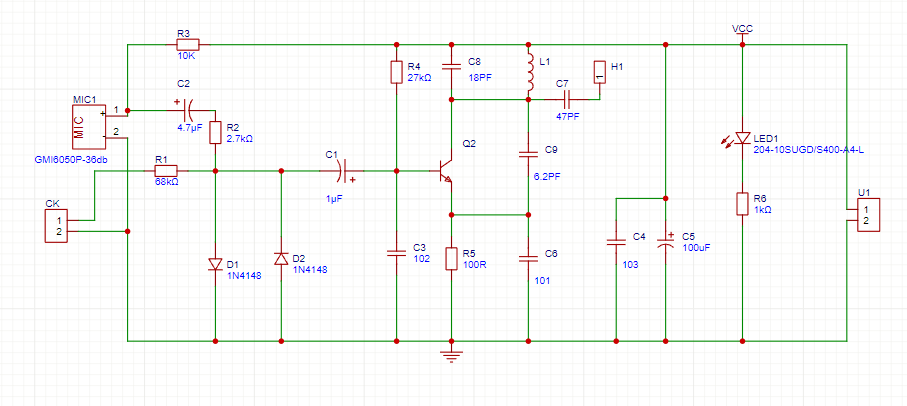 VCC
R3
10K
R4
27kΩ
C8
18PF
L1
H1
1
C7
47PF
C2
+
4.7µF
MIC1
MIC
+
-
1
2
GMI6050P-36db
R2
2.7kΩ
Q2
LED1
204-10SUGD/S400-A4-L
C9
6.2PF
R1
68kΩ
C1
+
1µF
CK
1
2
R6
1kΩ
U1
1
2
D1
1N4148
D2
1N4148
C3
102
R5
100R
C6
101
C4
103
+
C5
100uF